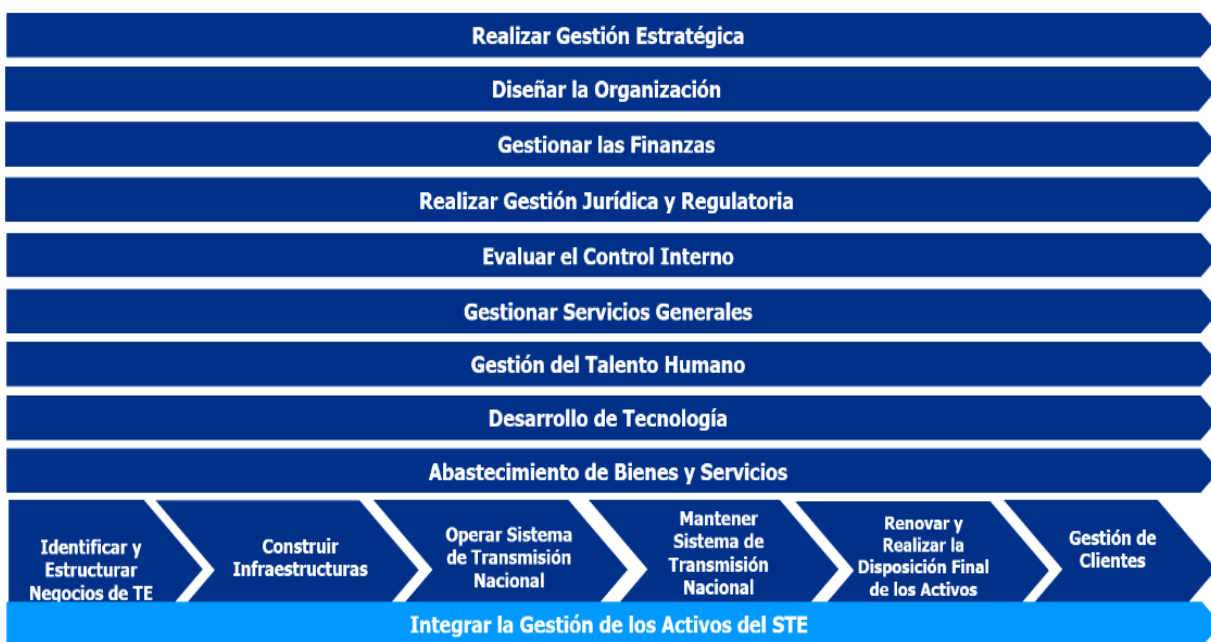 Realizar Gestión Estratégica
Diseñar la Organización
Gestionar las Finanzas
Realizar Gestión Jurídica y Regulatoria
Evaluar el Control Interno
Gestionar Servicios Generales
Gestión del Talento Humano
Desarrollo de Tecnología
Abastecimiento de Bienes y Servicios
Identificar y
Estructurar
Negocios de TE
Construir
Infraestructuras
Operar Sistema
de Transmisión
Nacional
Mantener
Sistema de
Transmisión
Nacional
Renovar y
Realizar la
Disposición Final
de los Activos
Gestión de
Clientes
Integrar la Gestión de los Activos del STE